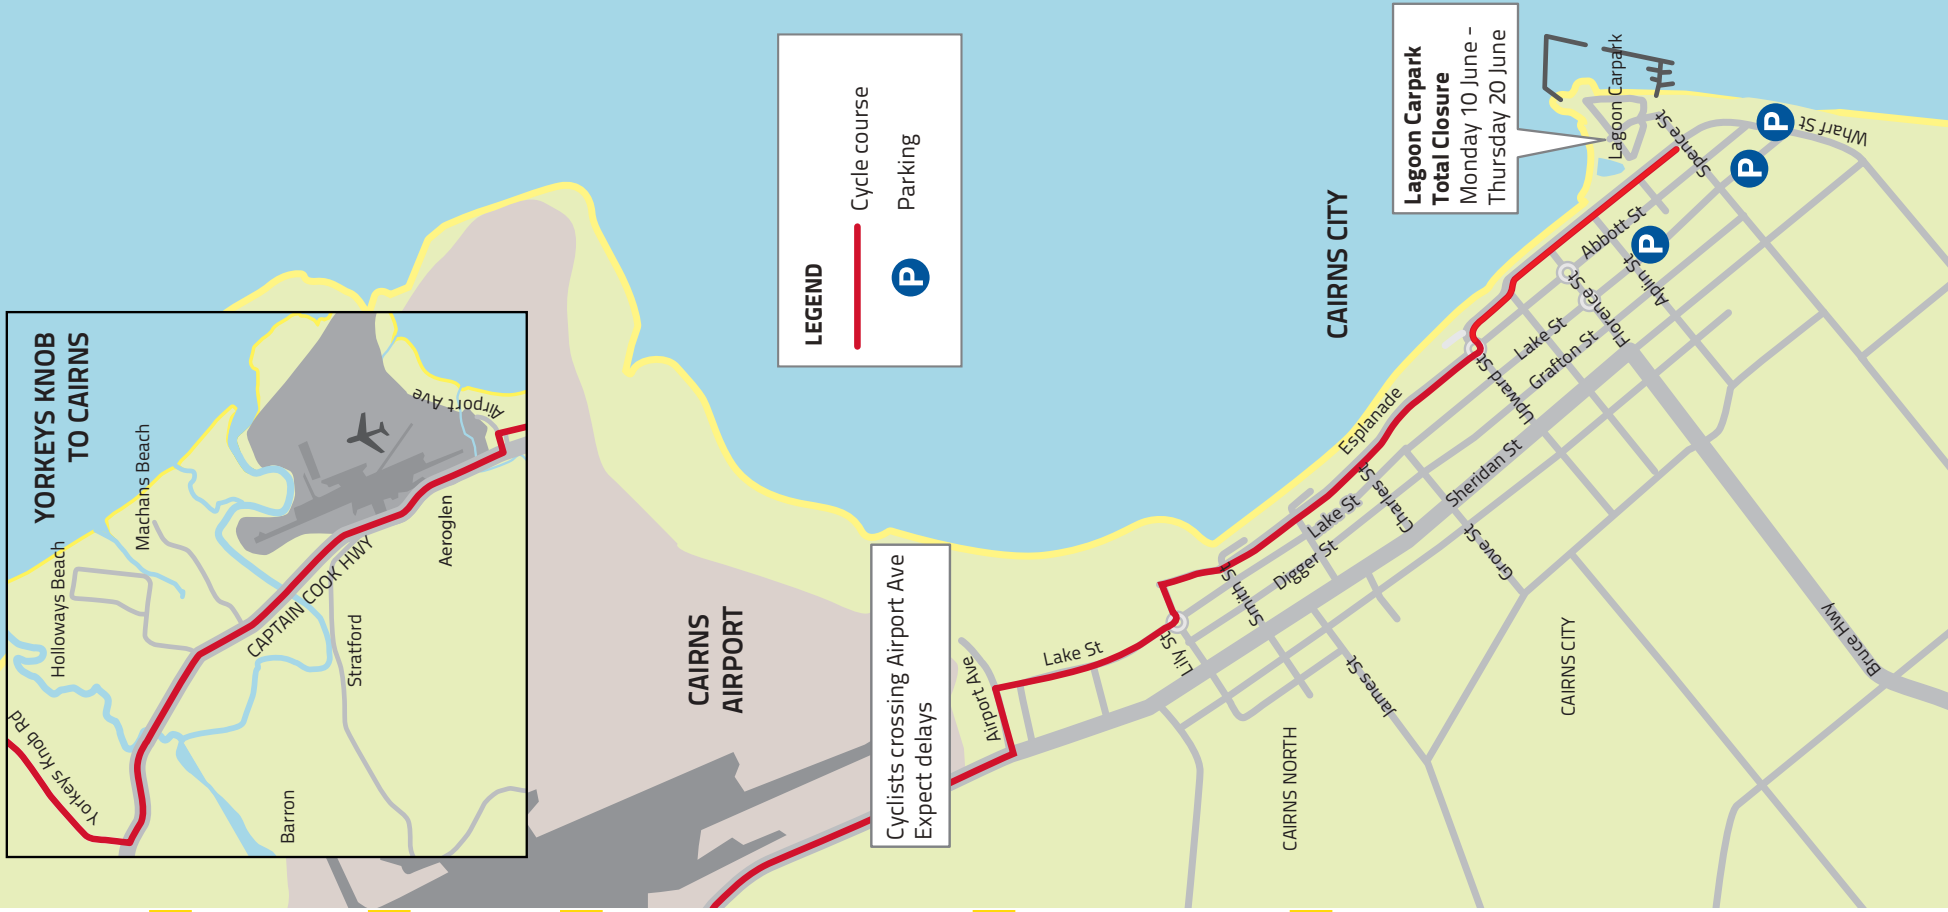 YORKEYS KNOB
TO CAIRNS
Holloways Beach
Machans Beach
Yorkeys Knob Rd
CAPTAIN COOK HWY
Airport Ave
Aeroglen
Stratford
Barron
LEGEND
Cycle course
P
Parking
CAIRNS
AIRPORT
Cyclists crossing Airport Ave
Expect delays
Airport Ave
Lake St
Lily St
Smith St
Digger St
Lake St
Charles St
Esplanade
Grove St
Sheridan St
James St
Upward St
Lake St
Grafton St
Florence St
Abbott St
Aplin St
Spence St
Wharf St
Bruce Hwy
CAIRNS CITY
Lagoon Carpark
Total Closure
Monday 10 June -
Thursday 20 June
Lagoon Carpark
P
P
P
CAIRNS NORTH
CAIRNS CITY